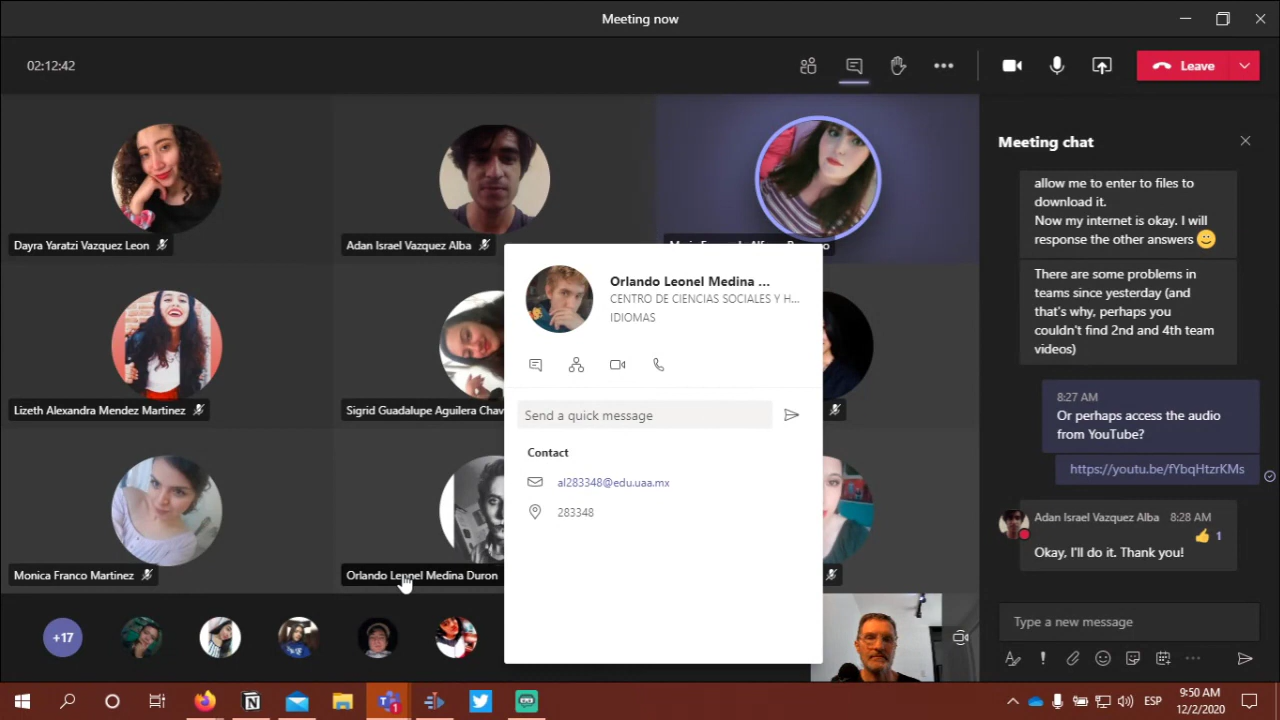 Meeting now
02:12:42
Leave
Dayra Yaratzi Vazquez Leon
Adan Israel Vazquez Alba
Lizeth Alexandra Mendez Martinez
Sigrid Guadalupe Aguilera Chav
Monica Franco Martinez
Orlando Leonel Medina Duron
+17
Orlando Leonel Medina ...
CENTRO DE CIENCIAS SOCIALES Y H...
IDIOMAS
Send a quick message
Contact
al283348@edu.uaa.mx
283348
Meeting chat
allow me to enter to files to
download it.
Now my internet is okay. I will
response the other answers
There are some problems in
teams since yesterday (and
that's why, perhaps you
couldn't find 2nd and 4th team
videos)
8:27 AM
Or perhaps access the audio
from YouTube?
https://youtu.be/fYbqHtzrKMs
Adan Israel Vazquez Alba 8:28 AM
1
Okay, I'll do it. Thank you!
Type a new message
1
ESP
9:50 AM
12/2/2020